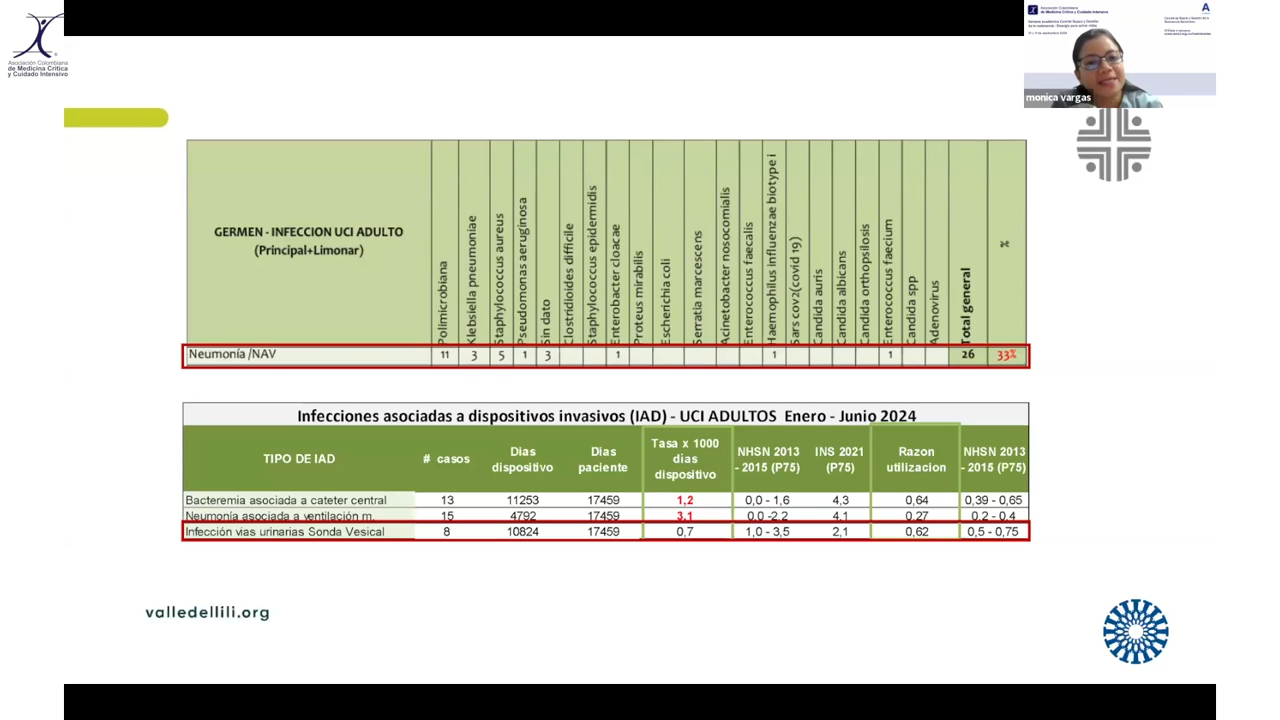 Asociación Colombiana
de Medicina Crítica
y Cuidado Intensivo
Asociación Colombiana
de Medicina Crítica y Cuidado Intensivo
monica vargas
GERMEN - INFECCION UCI ADULTO
(Principal+Limonar)
Polimicrobiana
Klebsiella pneumoniae
Staphylococcus aureus
Pseudomonas aeruginosa
Sin dato
Clostridioides difficile
Staphylococcus epidermidis
Enterobacter cloacae
Proteus mirabilis
Escherichia coli
Serratia marcescens
Acinetobacter nosocomialis
Enterococcus faecalis
Haemophilus influenzae biotype i
Sars cov2(covid 19)
Candida auris
Candida albicans
Candida orthopsilosis
Enterococcus faecium
Candida spp
Adenovirus
Total general
%
Neumonía /NAV 11 3 5 1 3 1 1 1 26 33%
Infecciones asociadas a dispositivos invasivos (IAD) - UCI ADULTOS Enero - Junio 2024
TIPO DE IAD
# casos
Dias
dispositivo
Dias
paciente
Tasa x 1000
dias
dispositivo
NHSN 2013
- 2015 (P75)
INS 2021
(P75)
Razon
utilizacion
NHSN 2013
- 2015 (P75)
Bacteremia asociada a cateter central 13 11253 17459 1,2 0,0 - 1,6 4,3 0,64 0,39 - 0,65
Neumonía asociada a ventilación m. 15 4792 17459 3,1 0,0 -2,2 4,1 0,27 0,2 - 0,4
Infección vias urinarias Sonda Vesical 8 10824 17459 0,7 1,0 - 3,5 2,1 0,62 0,5 - 0,75
valledellili.org